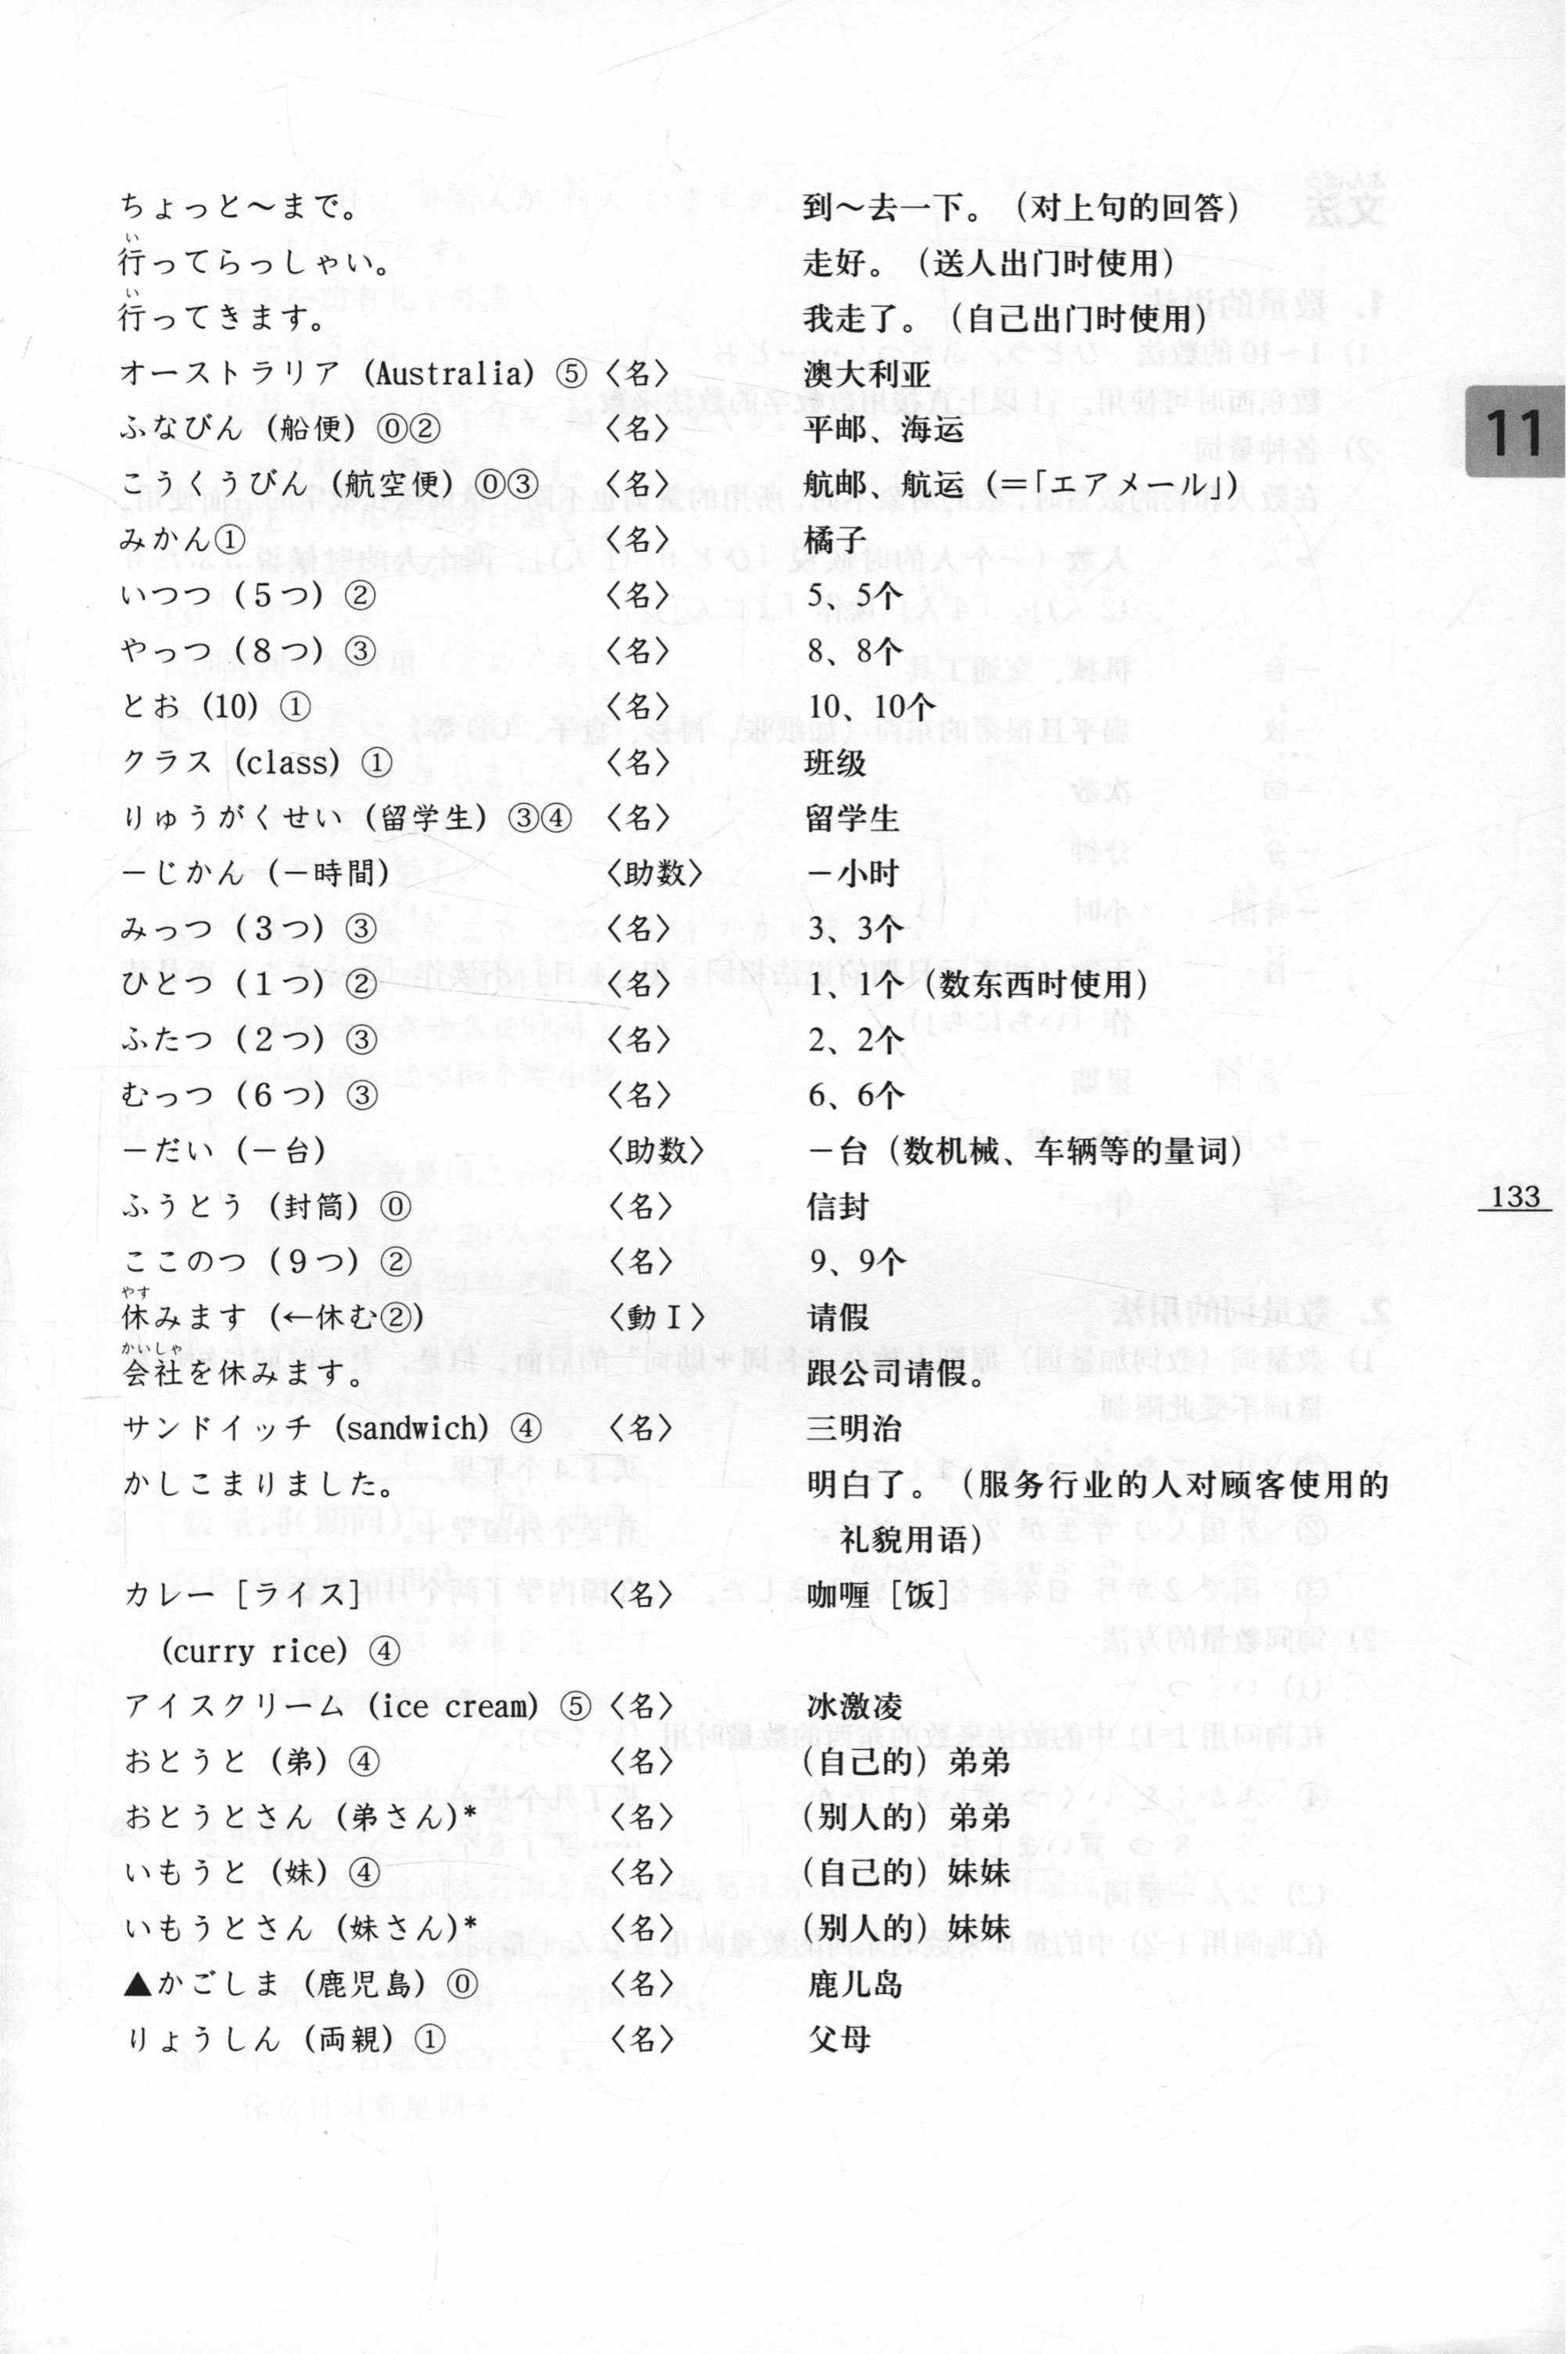 ちょっと～まで。 到～去一下。（对上句的回答）
い
行ってらっしゃい。 走好。（送人出门时使用）
い
行ってきます。 我走了。（自己出门时使用）
オーストラリア (Australia) ⑤〈名〉 澳大利亚
ふなびん（船便）⓪② 〈名〉 平邮、海运
こうくうびん（航空便）⓪③ 〈名〉 航邮、航运（＝「エアメール」）
みかん① 〈名〉 橘子
いつつ（5つ）② 〈名〉 5、5个
やっつ（8つ）③ 〈名〉 8、8个
とお（10）① 〈名〉 10、10个
クラス (class) ① 〈名〉 班级
りゅうがくせい（留学生）③④ 〈名〉 留学生
－じかん（－時間） 〈助数〉 －小时
みっつ（3つ）③ 〈名〉 3、3个
ひとつ（1つ）② 〈名〉 1、1个（数东西时使用）
ふたつ（2つ）③ 〈名〉 2、2个
むっつ（6つ）③ 〈名〉 6、6个
－だい（－台） 〈助数〉 －台（数机械、车辆等的量词）
ふうとう（封筒）⓪ 〈名〉 信封
ここのつ（9つ）② 〈名〉 9、9个
やす
休みます（←休む②） 〈動Ⅰ〉 请假
かいしゃ
会社を休みます。 跟公司请假。
サンドイッチ (sandwich) ④ 〈名〉 三明治
かしこまりました。 明白了。（服务行业的人对顾客使用的
礼貌用语）
カレー［ライス］ 〈名〉 咖喱［饭］
(curry rice) ④
アイスクリーム (ice cream) ⑤〈名〉 冰激凌
おとうと（弟）④ 〈名〉 （自己的）弟弟
おとうとさん（弟さん）* 〈名〉 （别人的）弟弟
いもうと（妹）④ 〈名〉 （自己的）妹妹
いもうとさん（妹さん）* 〈名〉 （别人的）妹妹
▲かごしま（鹿児島）⓪ 〈名〉 鹿儿岛
りょうしん（両親）① 〈名〉 父母
11
133